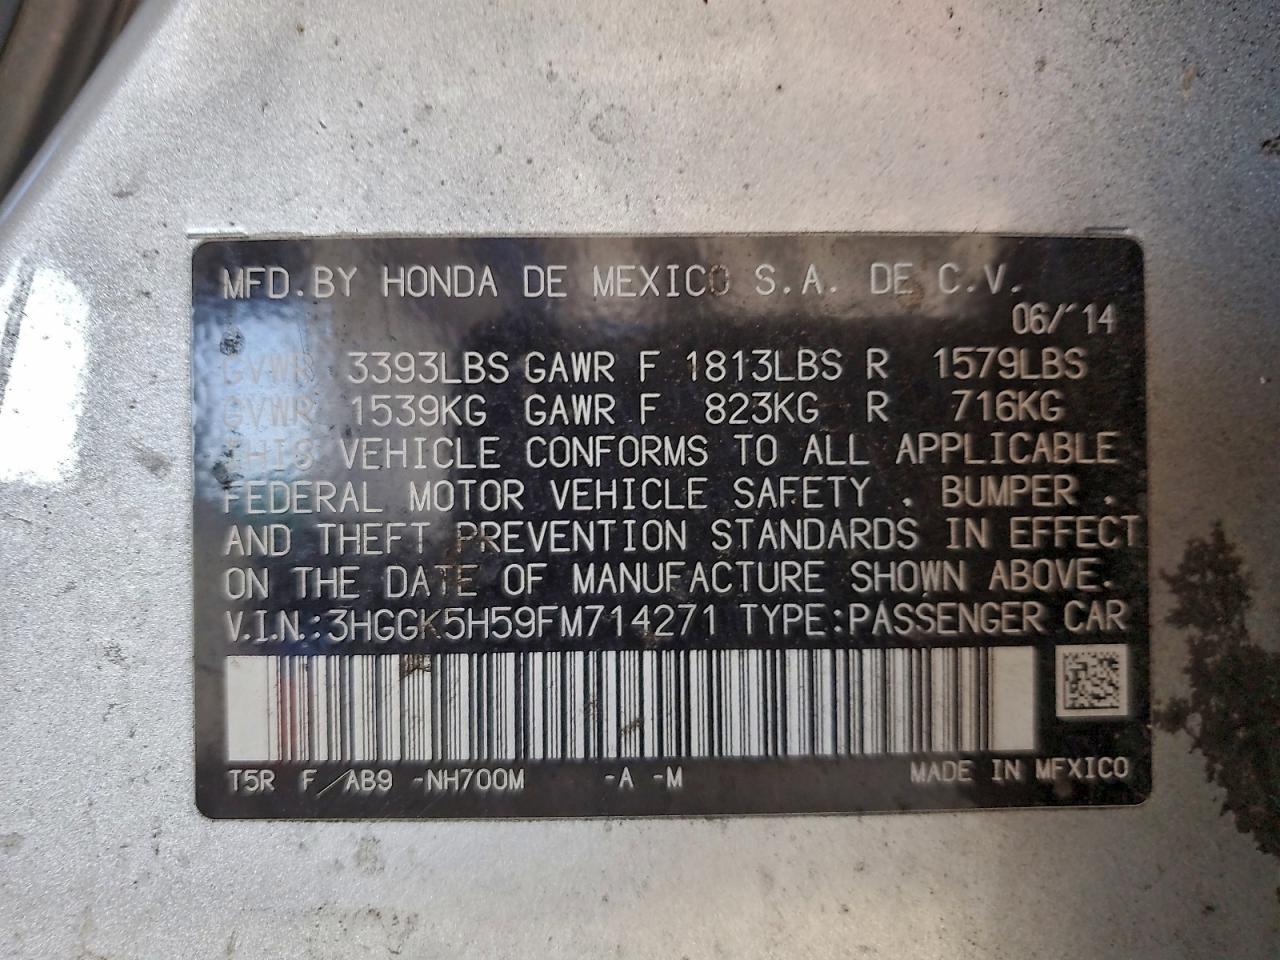 MFD.BY HONDA DE MEXICO S.A. DE C.V.
06/'14
GVWR 3393LBS GAWR F 1813LBS R 1579LBS
GVWR 1539KG GAWR F 823KG R 716KG
THIS VEHICLE CONFORMS TO ALL APPLICABLE
FEDERAL MOTOR VEHICLE SAFETY , BUMPER ,
AND THEFT PREVENTION STANDARDS IN EFFECT
ON THE DATE OF MANUFACTURE SHOWN ABOVE.
V.I.N.:3HGGK5H59FM714271 TYPE:PASSENGER CAR
T5R F/AB9 -NH700M -A -M MADE IN MEXICO